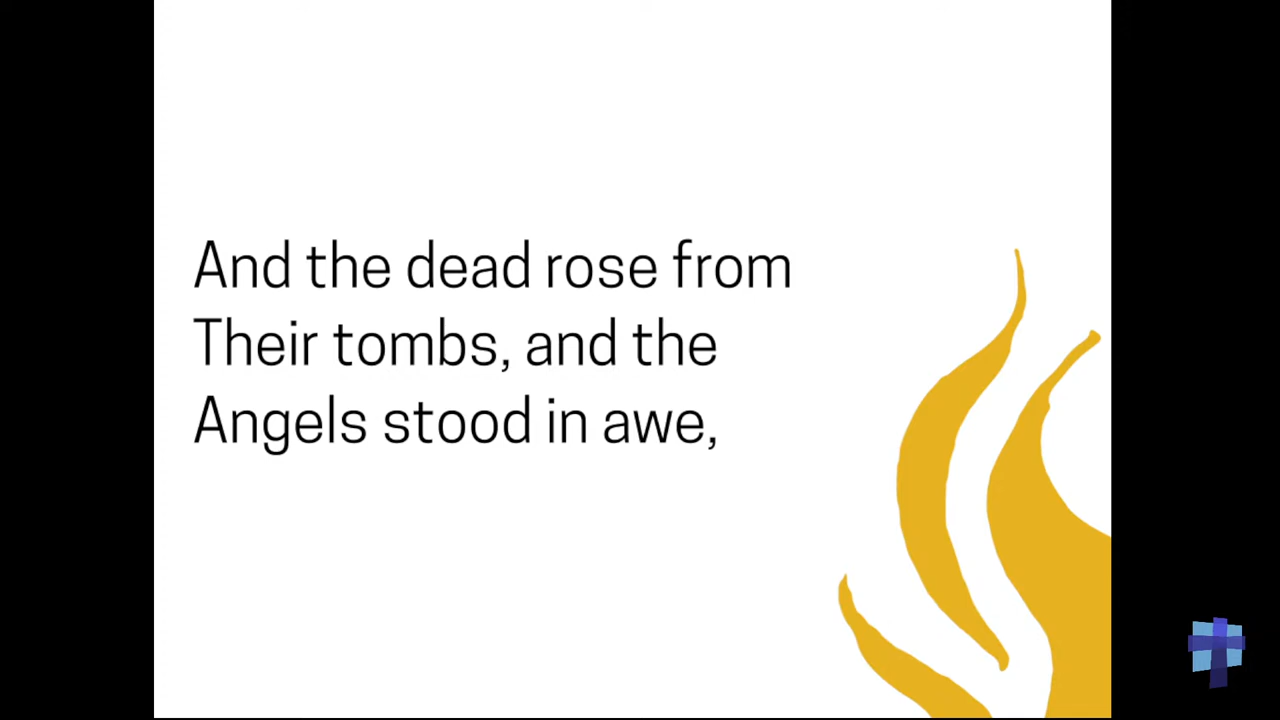 And the dead rose from
Their tombs, and the
Angels stood in awe,